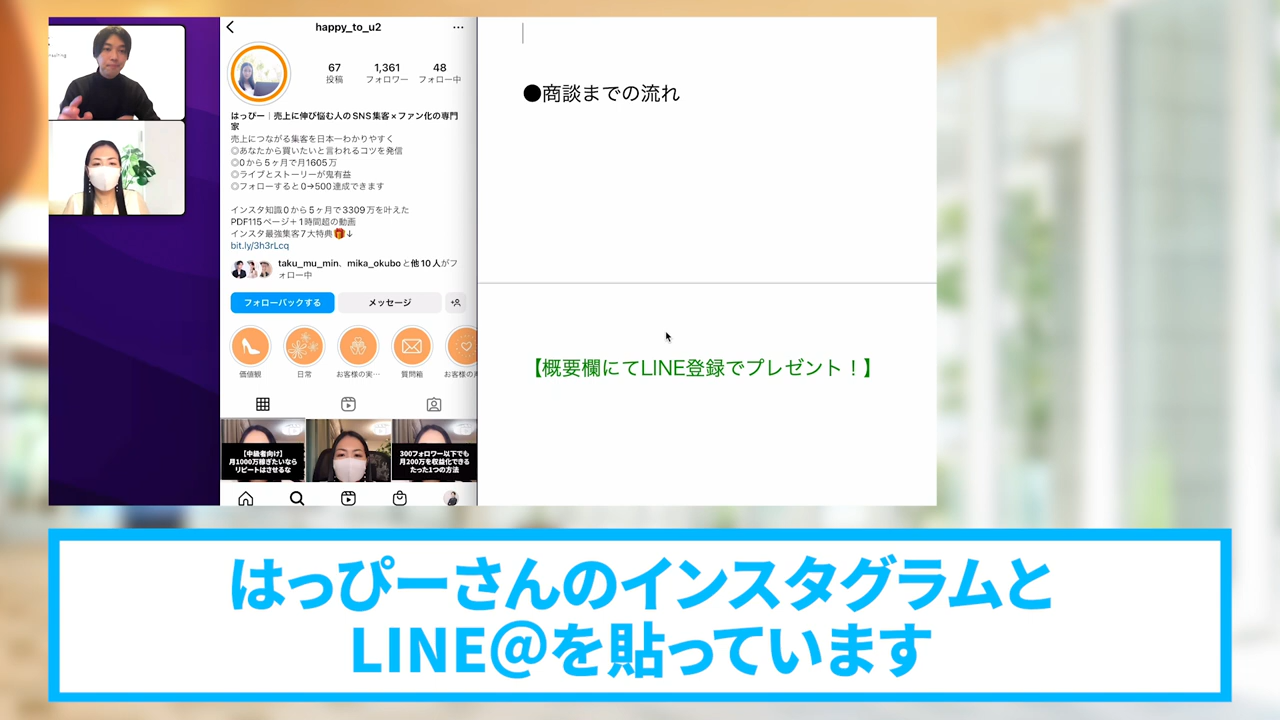 happy_to_u2
67
投稿
1,361
フォロワー
48
フォロー中
はっぴー｜売上に伸び悩む人のSNS集客×ファン化の専門
家
売上につながる集客を日本一わかりやすく
◎あなたから買いたいと言われるコツを発信
◎0から5ヶ月で月1605万
◎ライブとストーリーが鬼有益
◎フォローすると0→500達成できます
インスタ知識0から5ヶ月で3309万を叶えた
PDF115ページ＋1時間超の動画
インスタ最強集客7大特典🎁↓
bit.ly/3h3rLcq
taku_mu_min、mika_okuboと他10人がフ
ォロー中
フォローバックする
メッセージ
価値観
日常
お客様の実…
質問箱
お客様の
【中級者向け】
月1000万稼ぎたいなら
リピートはさせるな
300フォロワー以下でも
月200万を収益化できる
たった1つの方法
●商談までの流れ
【概要欄にてLINE登録でプレゼント！】
はっぴーさんのインスタグラムと
LINE@を貼っています